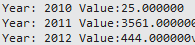 Year: 2010 Value:25.000000
Year: 2011 Value:3561.000000
Year: 2012 Value:444.000000